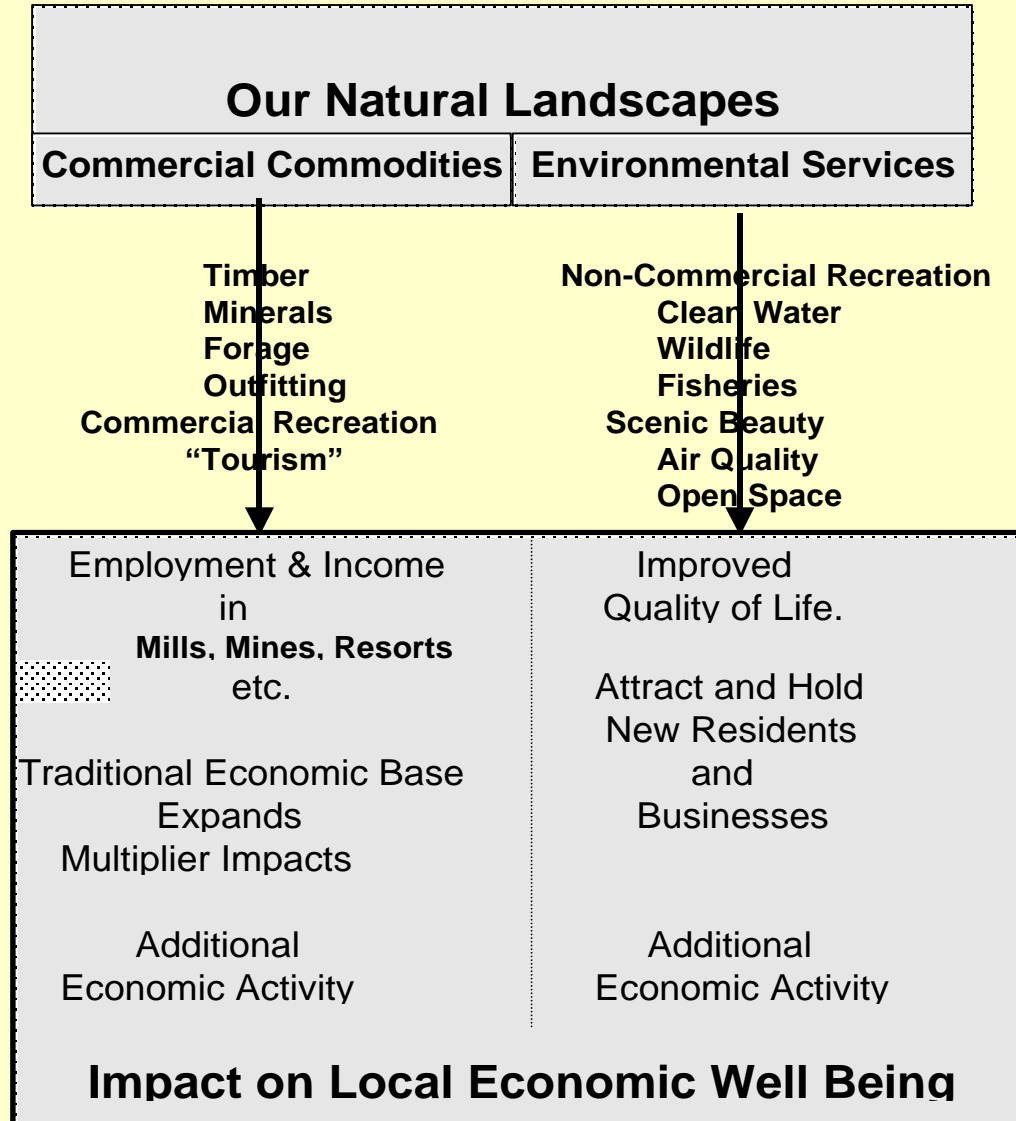 Our Natural Landscapes
Commercial Commodities
Environmental Services
Timber
Minerals
Forage
Outfitting
Commercial Recreation
“Tourism”
Non-Commercial Recreation
Clean Water
Wildlife
Fisheries
Scenic Beauty
Air Quality
Open Space
Employment & Income
in
Mills, Mines, Resorts
etc.
Traditional Economic Base
Expands
Multiplier Impacts
Additional
Economic Activity
Improved
Quality of Life.
Attract and Hold
New Residents
and
Businesses
Additional
Economic Activity
Impact on Local Economic Well Being